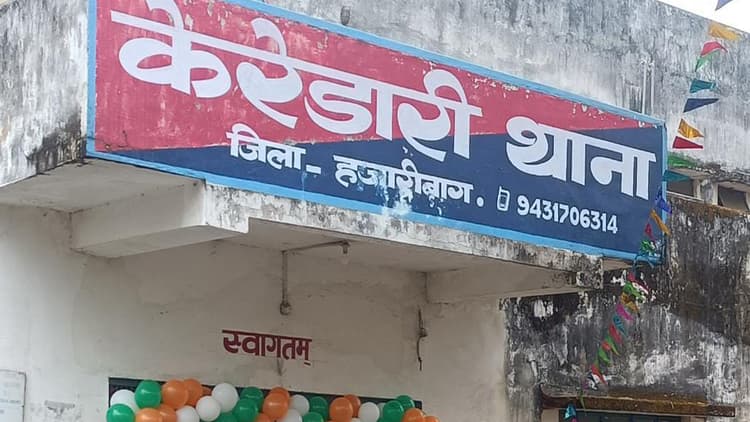 केरेडारी थाना
जिला - हजारीबाग. 9431706314
स्वागतम्